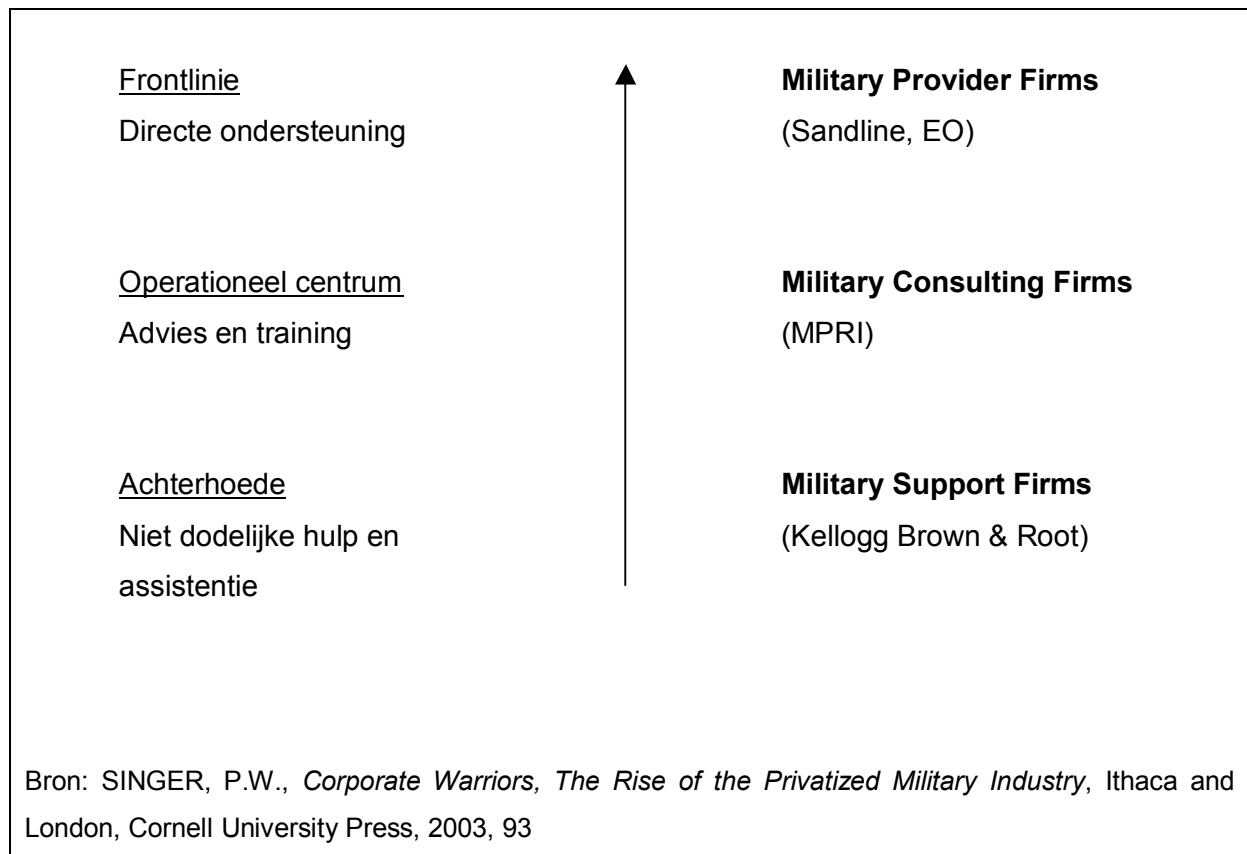 Frontlinie
Directe ondersteuning
Military Provider Firms
(Sandline, EO)
Operationeel centrum
Advies en training
Military Consulting Firms
(MPRI)
Achterhoede
Niet dodelijke hulp en
assistentie
Military Support Firms
(Kellogg Brown & Root)
Bron: SINGER, P.W., Corporate Warriors, The Rise of the Privatized Military Industry, Ithaca and
London, Cornell University Press, 2003, 93